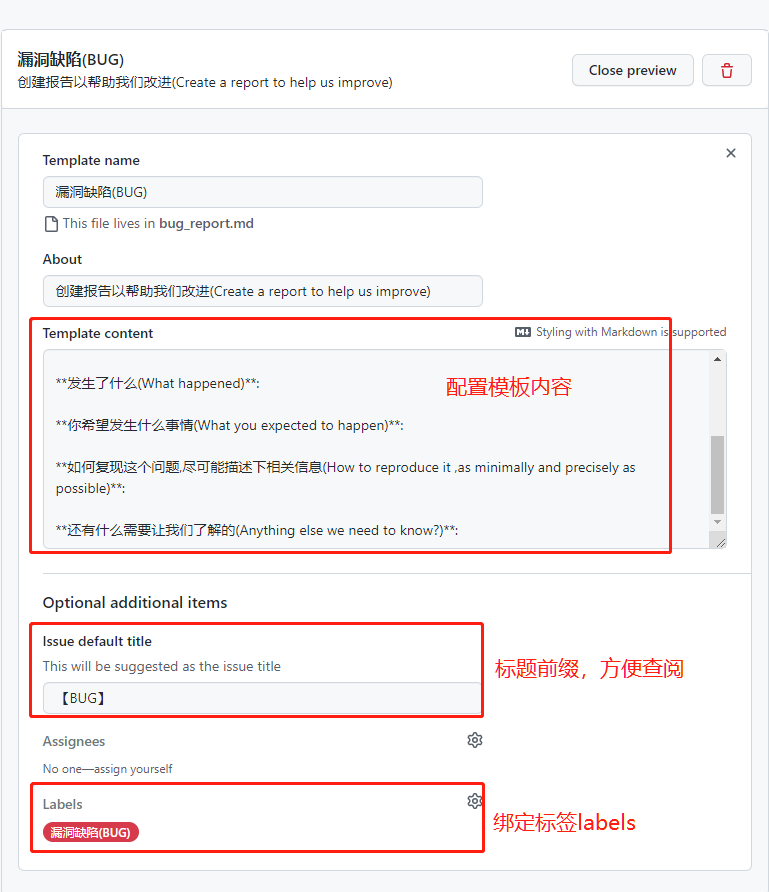 漏洞缺陷(BUG)
创建报告以帮助我们改进(Create a report to help us improve)
Close preview
Template name
漏洞缺陷(BUG)
This file lives in bug_report.md
About
创建报告以帮助我们改进(Create a report to help us improve)
Template content
Styling with Markdown is supported
**发生了什么(What happened)**:
配置模板内容
**你希望发生什么事情(What you expected to happen)**:
**如何复现这个问题,尽可能描述下相关信息(How to reproduce it ,as minimally and precisely as
possible)**:
**还有什么需要让我们了解的(Anything else we need to know?)**:
Optional additional items
Issue default title
This will be suggested as the issue title
标题前缀，方便查阅
【BUG】
Assignees
No one—assign yourself
Labels
绑定标签labels
漏洞缺陷(BUG)